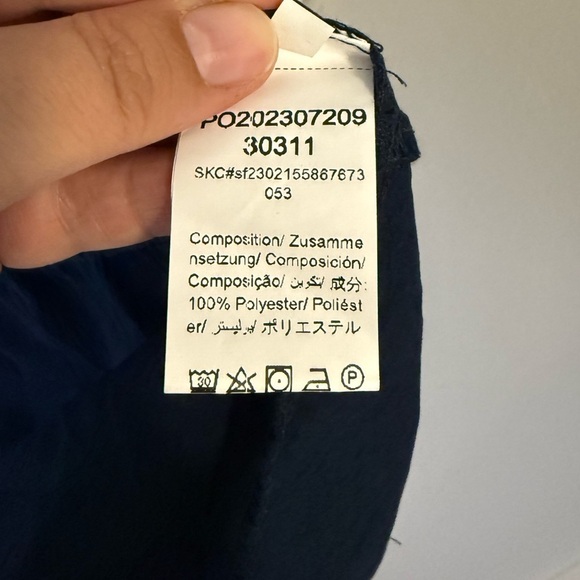 PO202307209
30311
SKC#sf2302155867673
053
Composition/ Zusamme
nsetzung/ Composición/
Composição/ تكوين/ 成分:
100% Polyester/ Poliést
er/ بوليستر/ ポリエステル
30 P